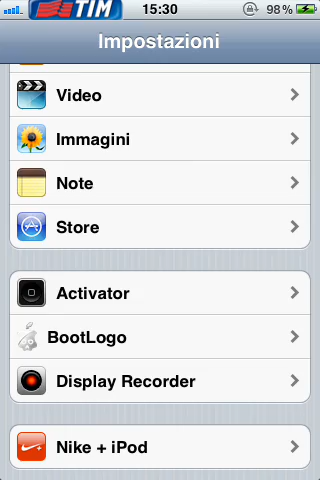 TIM 15:30 98%
Impostazioni
Video
Immagini
Note
Store
Activator
BootLogo
Display Recorder
Nike + iPod